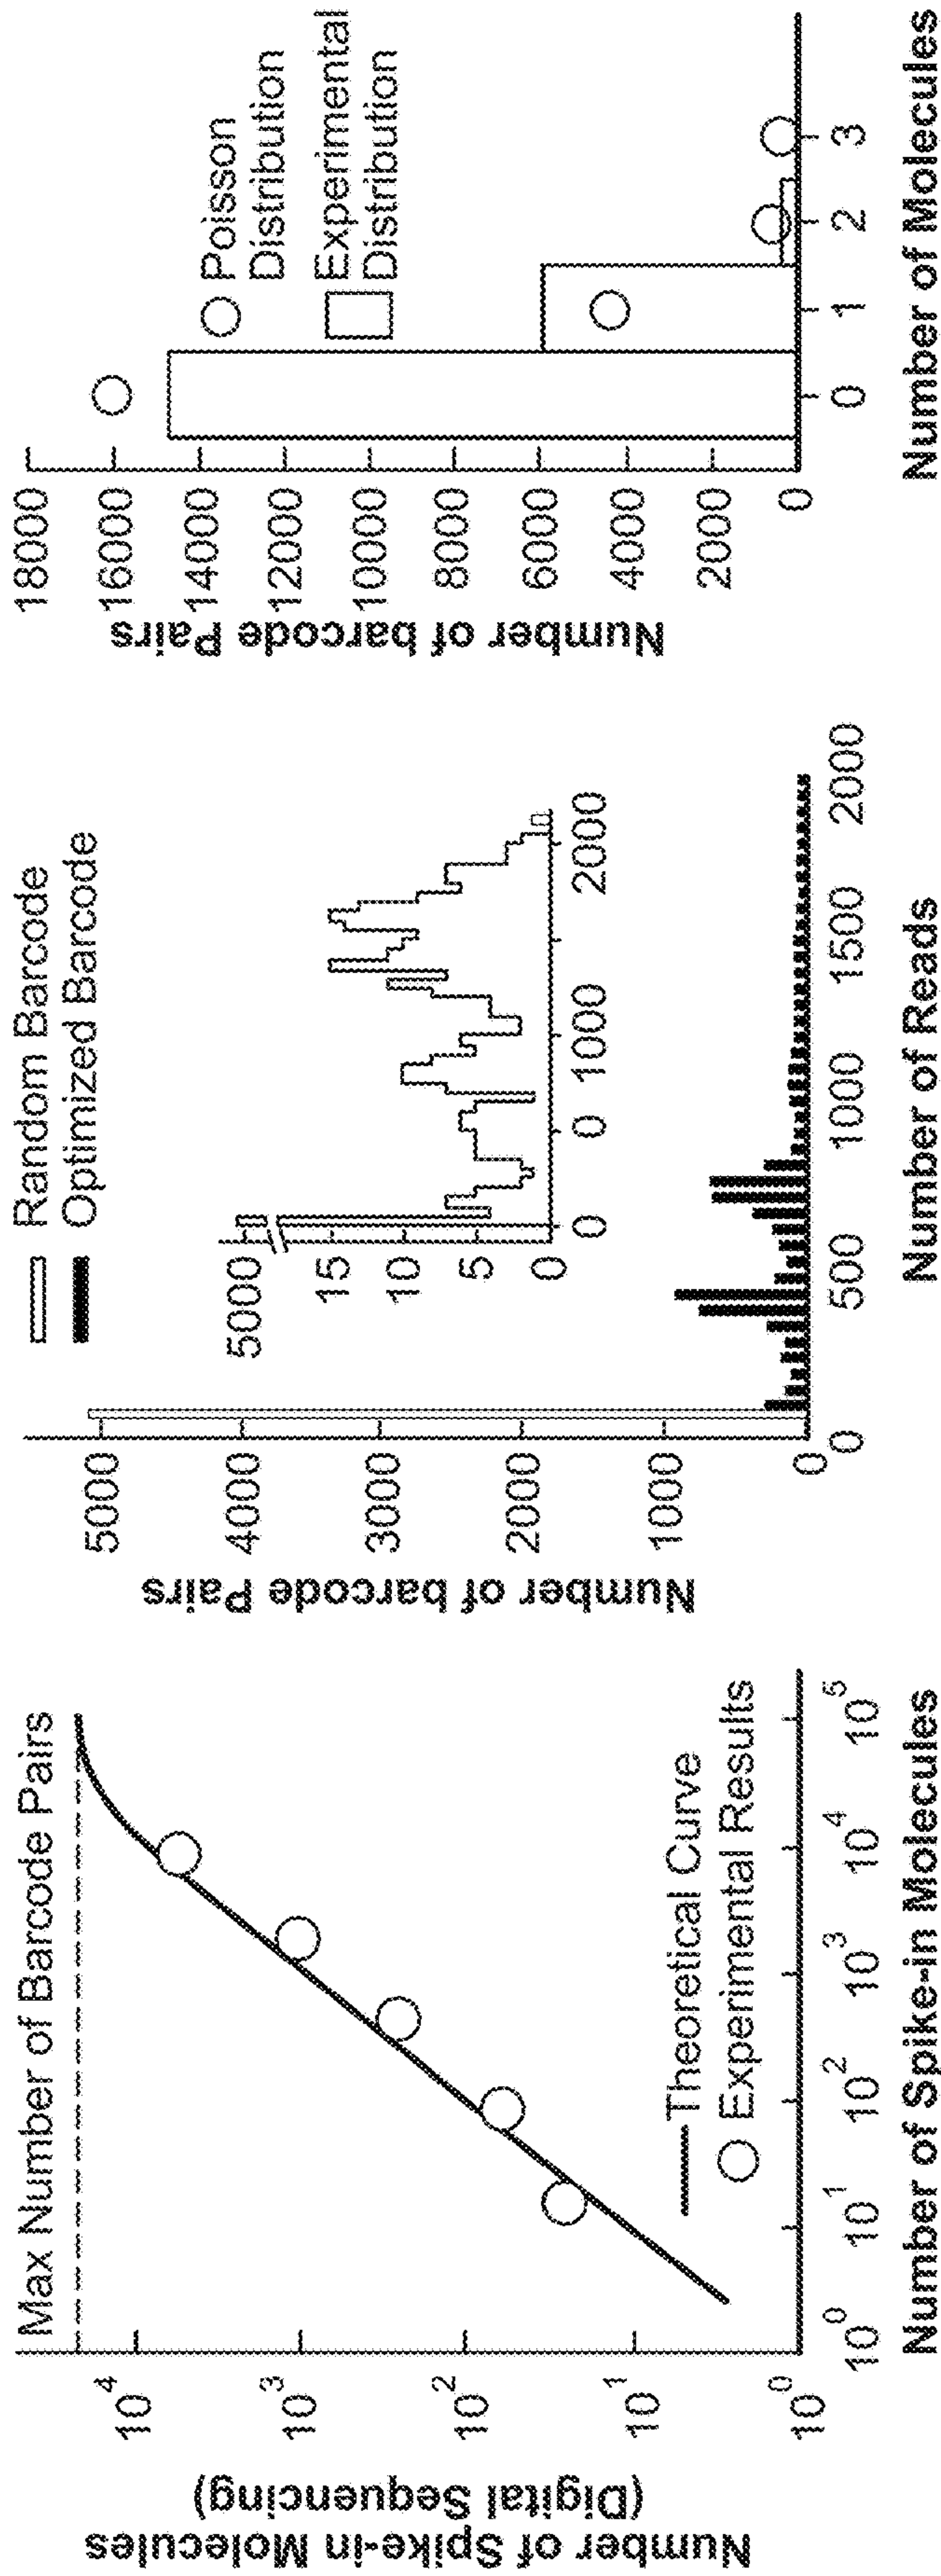 Number of Spike-in Molecules
(Digital Sequencing)
10^4
10^3
10^2
10^1
10^0
Max Number of Barcode Pairs
Theoretical Curve
Experimental Results
10^0
10^1
10^2
10^3
10^4
10^5
Number of Spike-in Molecules
Number of barcode Pairs
5000
4000
3000
2000
1000
0
Random Barcode
Optimized Barcode
5000
15
10
5
0
0
0
1000
2000
0
500
1000
1500
2000
Number of Reads
Number of barcode Pairs
18000
16000
14000
12000
10000
8000
6000
4000
2000
0
Poisson
Distribution
Experimental
Distribution
0
1
2
3
Number of Molecules